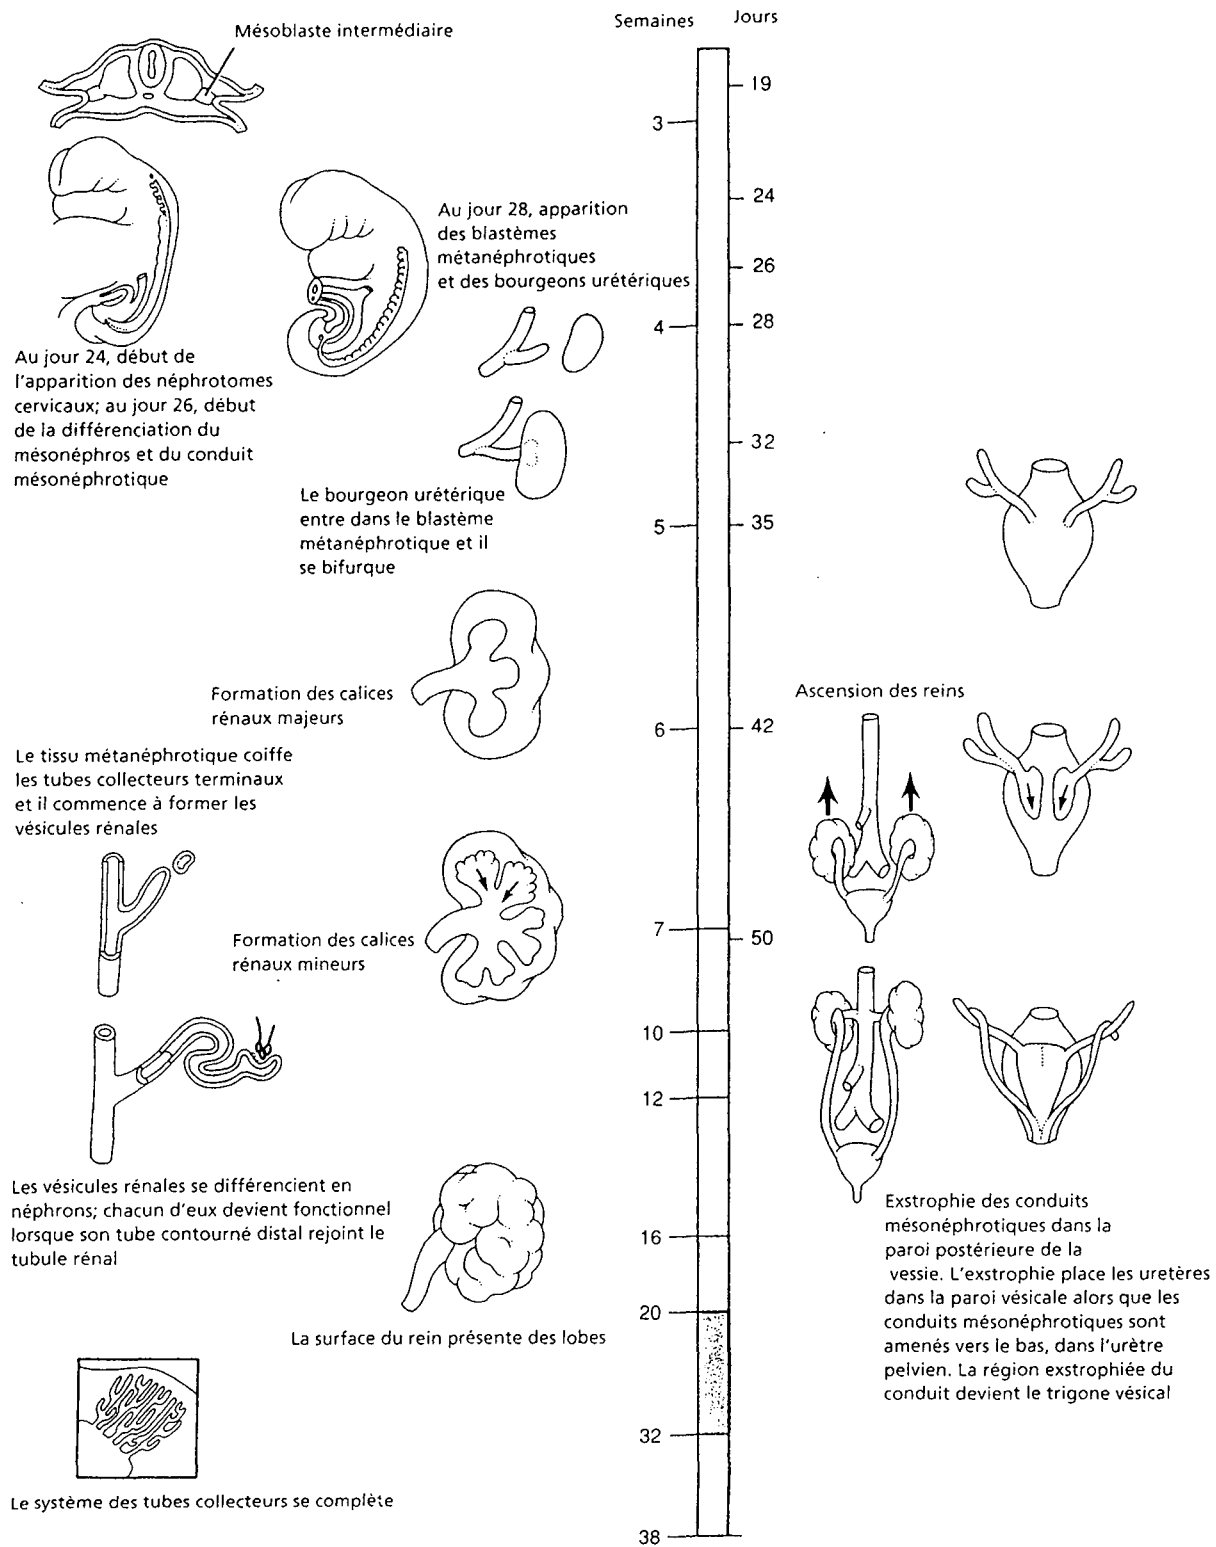 Mésoblaste intermédiaire
Semaines
Jours
19
3
24
Au jour 28, apparition
des blastèmes
métanéphrotiques
et des bourgeons urétériques
26
4
28
Au jour 24, début de
l'apparition des néphrotomes
cervicaux; au jour 26, début
de la différenciation du
mésonéphros et du conduit
mésonéphrotique
32
Le bourgeon urétérique
entre dans le blastème
métanéphrotique et il
se bifurque
5
35
Formation des calices
rénaux majeurs
Ascension des reins
6
42
Le tissu métanéphrotique coiffe
les tubes collecteurs terminaux
et il commence à former les
vésicules rénales
7
50
Formation des calices
rénaux mineurs
10
12
Les vésicules rénales se différencient en
néphrons; chacun d'eux devient fonctionnel
lorsque son tube contourné distal rejoint le
tubule rénal
16
Exstrophie des conduits
mésonéphrotiques dans la
paroi postérieure de la
vessie. L'exstrophie place les uretères
dans la paroi vésicale alors que les
conduits mésonéphrotiques sont
amenés vers le bas, dans l'urètre
pelvien. La région exstrophiée du
conduit devient le trigone vésical
20
La surface du rein présente des lobes
32
Le système des tubes collecteurs se complète
38